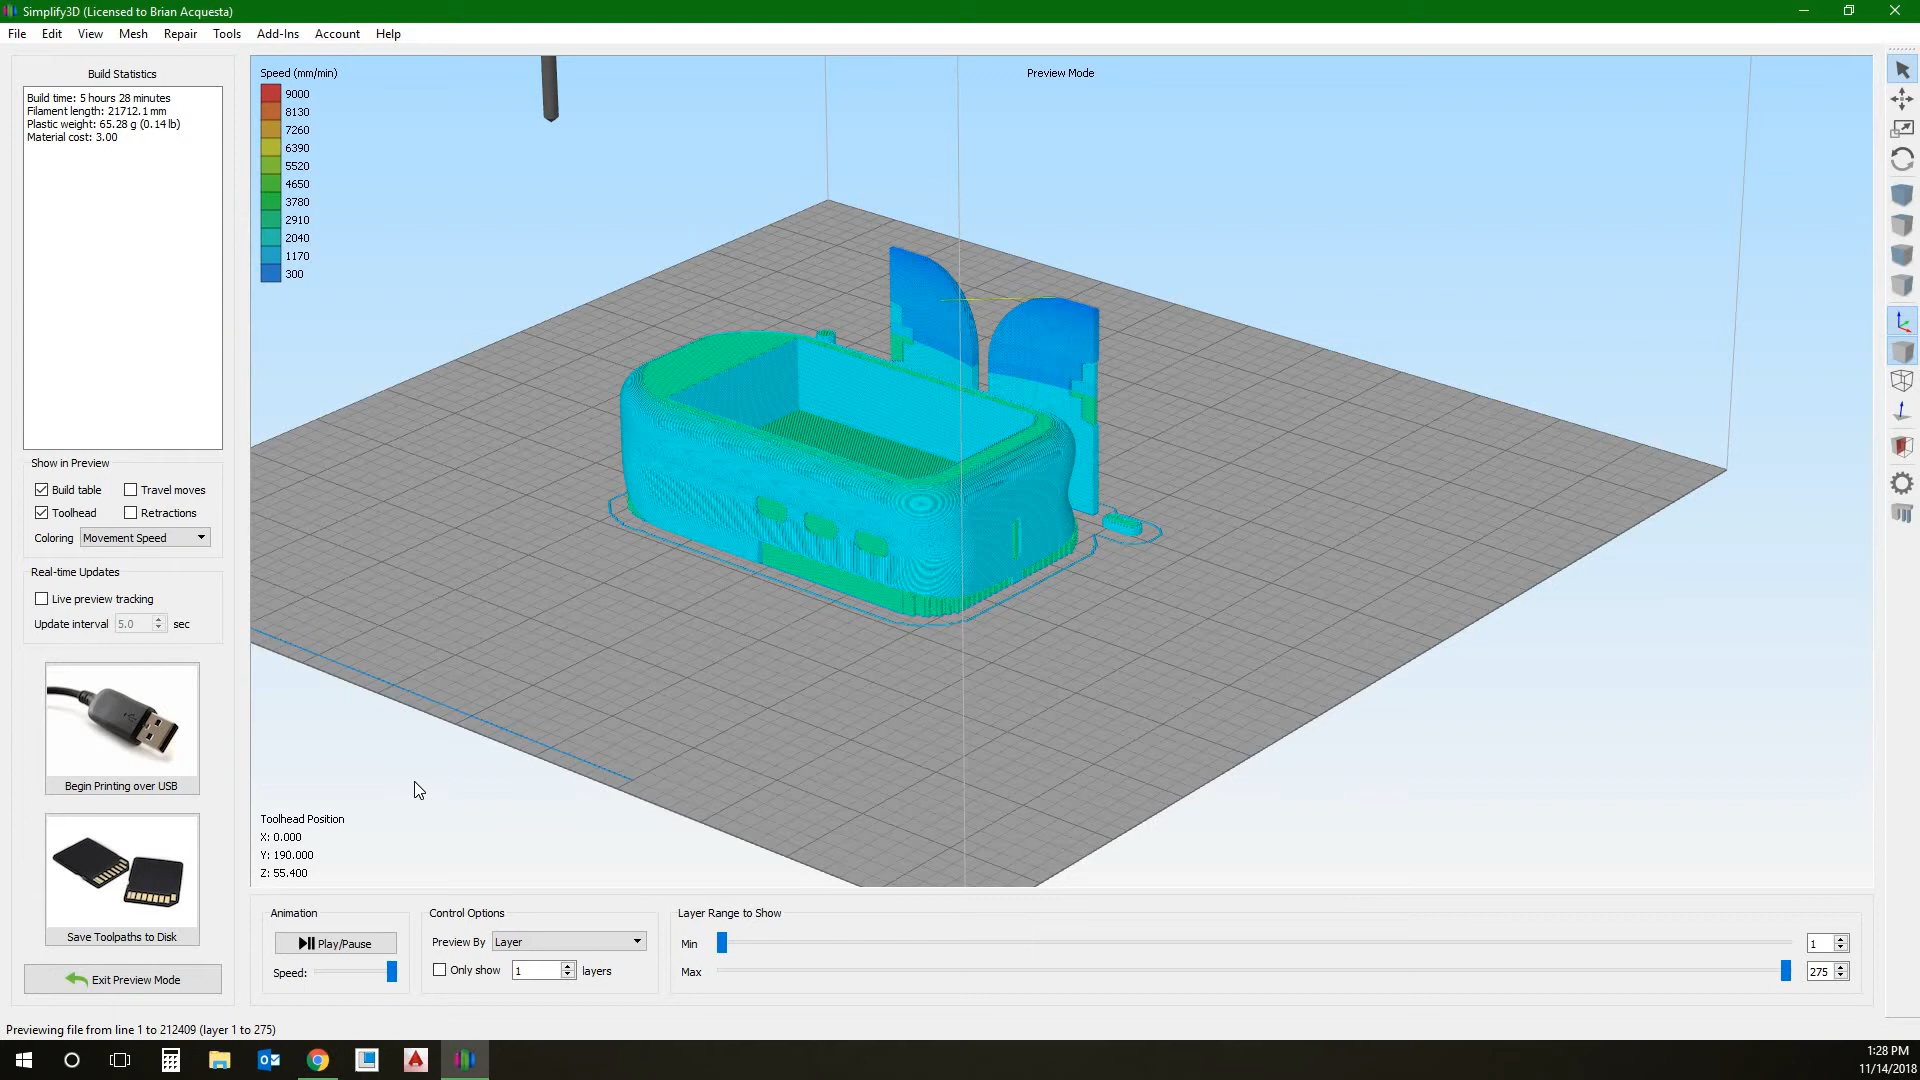 Simplify3D (Licensed to Brian Acquesta)
File Edit View Mesh Repair Tools Add-Ins Account Help
Build Statistics
Build time: 5 hours 28 minutes
Filament length: 21712.1 mm
Plastic weight: 65.28 g (0.14 lb)
Material cost: 3.00
Show in Preview
Build table Travel moves
Toolhead Retractions
Coloring Movement Speed
Real-time Updates
Live preview tracking
Update interval 5.0 sec
Begin Printing over USB
Save Toolpaths to Disk
Exit Preview Mode
Speed (mm/min)
9000
8130
7260
6390
5520
4650
3780
2910
2040
1170
300
Preview Mode
Toolhead Position
X: 0.000
Y: 190.000
Z: 55.400
Animation
Play/Pause
Speed:
Control Options
Preview By Layer
Only show 1 layers
Layer Range to Show
Min 1
Max 275
Previewing file from line 1 to 212409 (layer 1 to 275)
1:28 PM
11/14/2018